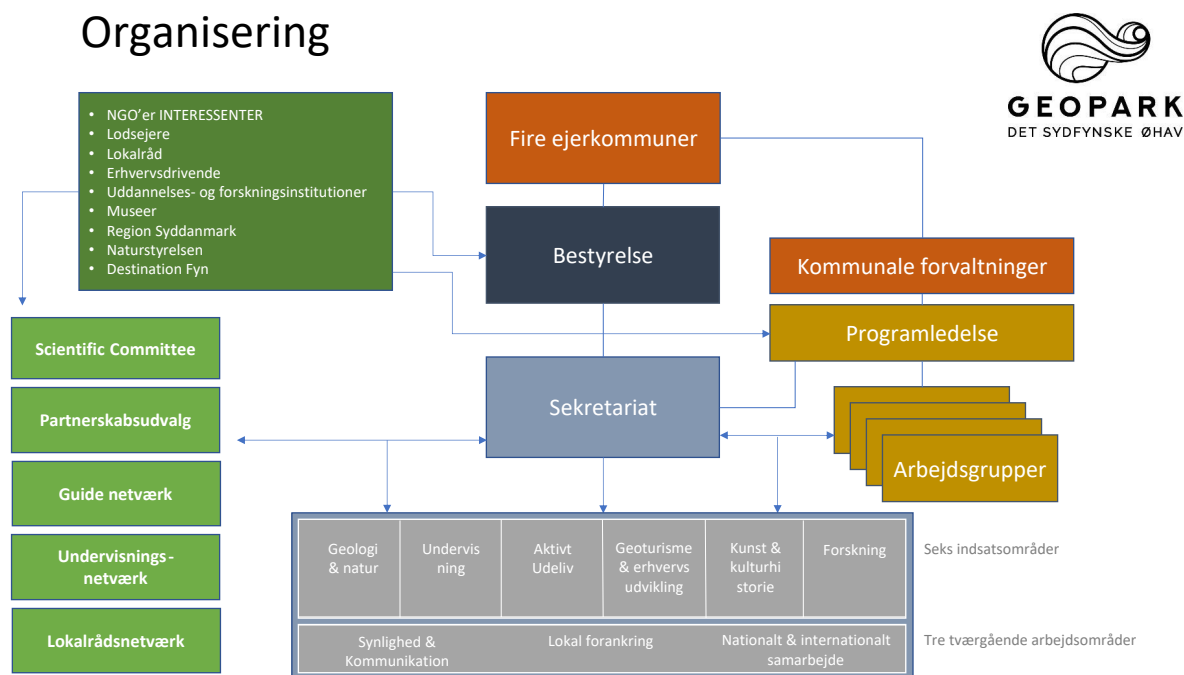 Organisering
GEOPARK
DET SYDFYNSKE ØHAV
• NGO'er INTERESSENTER
• Lodsejere
• Lokalråd
• Erhvervsdrivende
• Uddannelses- og forskningsinstitutioner
• Museer
• Region Syddanmark
• Naturstyrelsen
• Destination Fyn
Fire ejerkommuner
Bestyrelse
Kommunale forvaltninger
Programledelse
Sekretariat
Arbejdsgrupper
Scientific Committee
Partnerskabsudvalg
Guide netværk
Undervisnings-
netværk
Lokalrådsnetværk
Geologi
& natur
Undervis
ning
Aktivt
Udeliv
Geoturisme
& erhvervs
udvikling
Kunst &
kulturhi
storie
Forskning
Seks indsatsområder
Synlighed &
Kommunikation
Lokal forankring
Nationalt & internationalt
samarbejde
Tre tværgående arbejdsområder